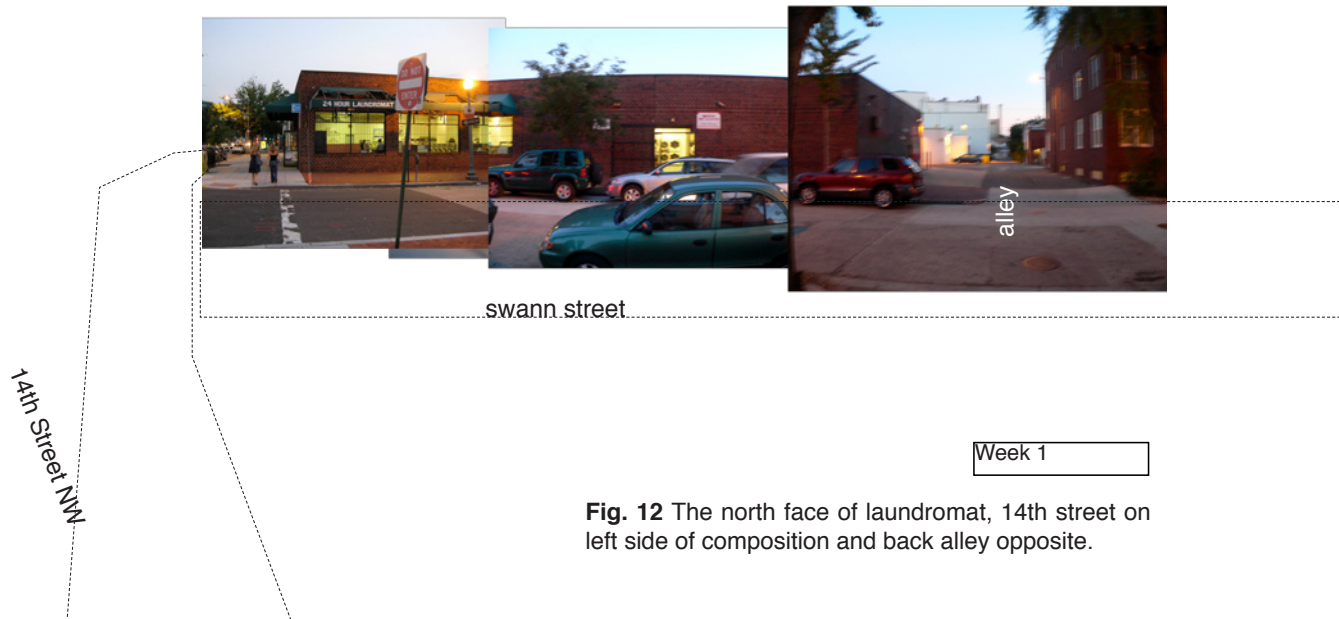 24 HOUR LAUNDROMAT
DO NOT
ENTER
alley
swann street
14th Street NW
Week 1
Fig. 12 The north face of laundromat, 14th street on
left side of composition and back alley opposite.